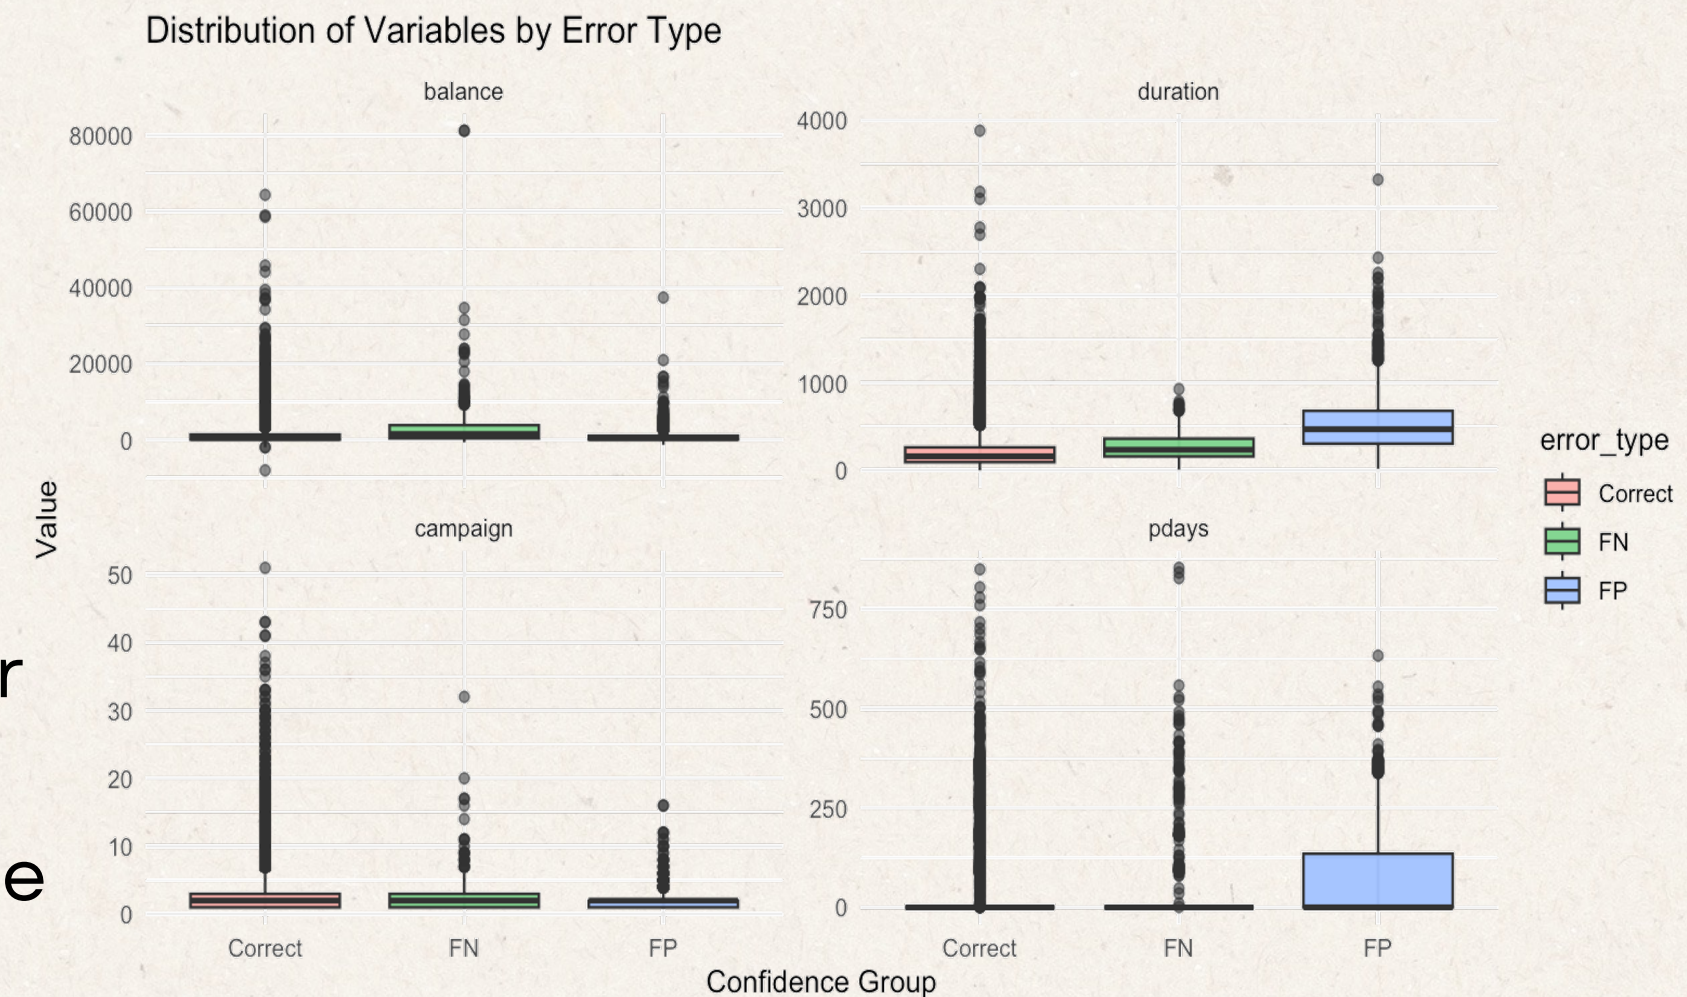 Distribution of Variables by Error Type
balance
duration
80000
60000
40000
20000
0
4000
3000
2000
1000
0
Value
campaign
pdays
50
40
30
20
10
0
750
500
250
0
Correct
FN
FP
Correct
FN
FP
Confidence Group
error_type
Correct
FN
FP
r
e